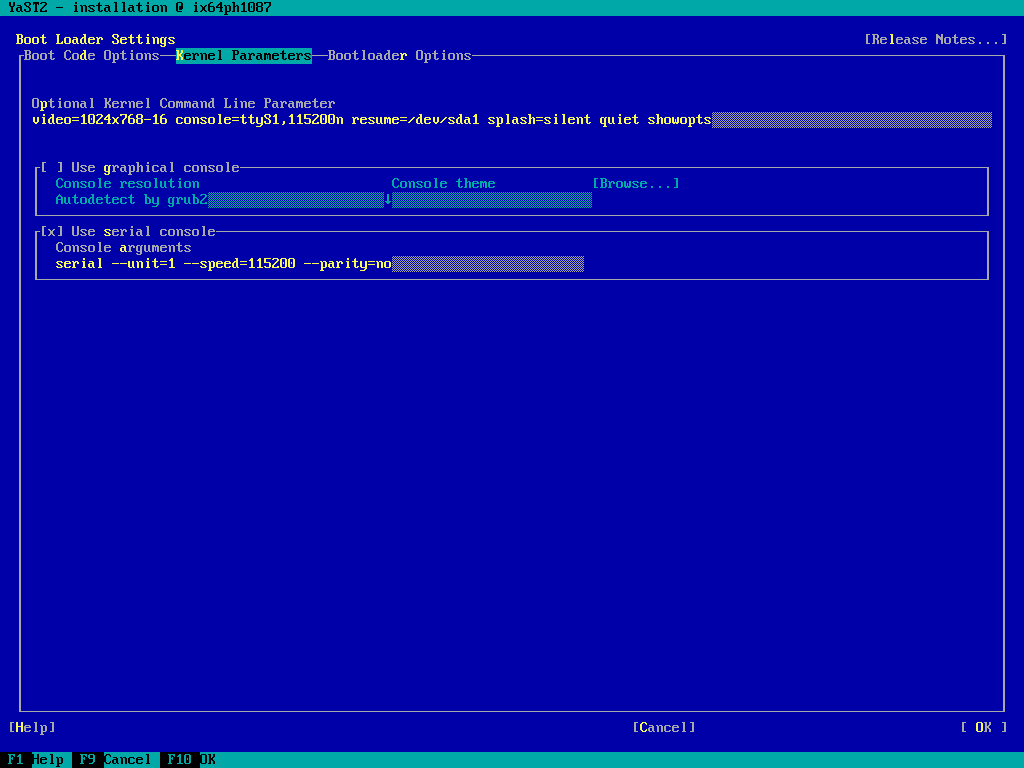 YaST2 - installation @ ix64ph1087
Boot Loader Settings [Release Notes...]
Boot Code Options Kernel Parameters Bootloader Options
Optional Kernel Command Line Parameter
video=1024x768-16 console=ttyS1,115200n resume=/dev/sda1 splash=silent quiet showopts
[ ] Use graphical console
Console resolution Console theme [Browse...]
Autodetect by grub2 ↓
[x] Use serial console
Console arguments
serial --unit=1 --speed=115200 --parity=no
[Help] [Cancel] [ OK ]
F1 Help F9 Cancel F10 OK